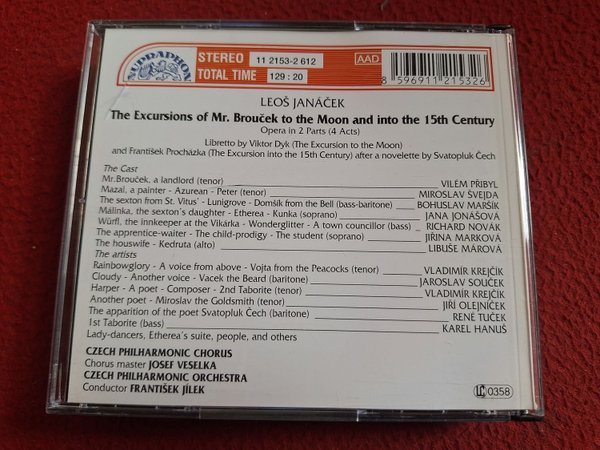 SUPRAPHON
STEREO 11 2153-2 612
TOTAL TIME 129 : 20
AAD
8 596911 215326
LEOŠ JANÁČEK
The Excursions of Mr. Brouček to the Moon and into the 15th Century
Opera in 2 Parts (4 Acts)
Libretto by Viktor Dyk (The Excursion to the Moon)
and František Procházka (The Excursion into the 15th Century) after a novelette by Svatopluk Čech
The Cast
Mr.Brouček, a landlord (tenor) VILÉM PŘIBYL
Mazal, a painter - Azurean - Peter (tenor) MIROSLAV ŠVEJDA
The sexton from St. Vitus' - Lunigrove - Domšík from the Bell (bass-baritone) BOHUSLAV MARŠÍK
Málinka, the sexton's daughter - Etherea - Kunka (soprano) JANA JONÁŠOVÁ
Würfl, the innkeeper at the Vikárka - Wonderglitter - A town councillor (bass) RICHARD NOVÁK
The apprentice-waiter - The child-prodigy - The student (soprano) JIŘINA MARKOVÁ
The houswife - Kedruta (alto) LIBUŠE MÁROVÁ
The artists
Rainbowglory - A voice from above - Vojta from the Peacocks (tenor) VLADIMÍR KREJČÍK
Cloudy - Another voice - Vacek the Beard (baritone) JAROSLAV SOUČEK
Harper - A poet - Composer - 2nd Taborite (tenor) VLADIMÍR KREJČÍK
Another poet - Miroslav the Goldsmith (tenor) JIŘÍ OLEJNÍČEK
The apparition of the poet Svatopluk Čech (baritone) RENÉ TUČEK
1st Taborite (bass) KAREL HANUŠ
Lady-dancers, Etherea's suite, people, and others
CZECH PHILHARMONIC CHORUS
Chorus master JOSEF VESELKA
CZECH PHILHARMONIC ORCHESTRA
Conductor FRANTIŠEK JÍLEK
LC 0358